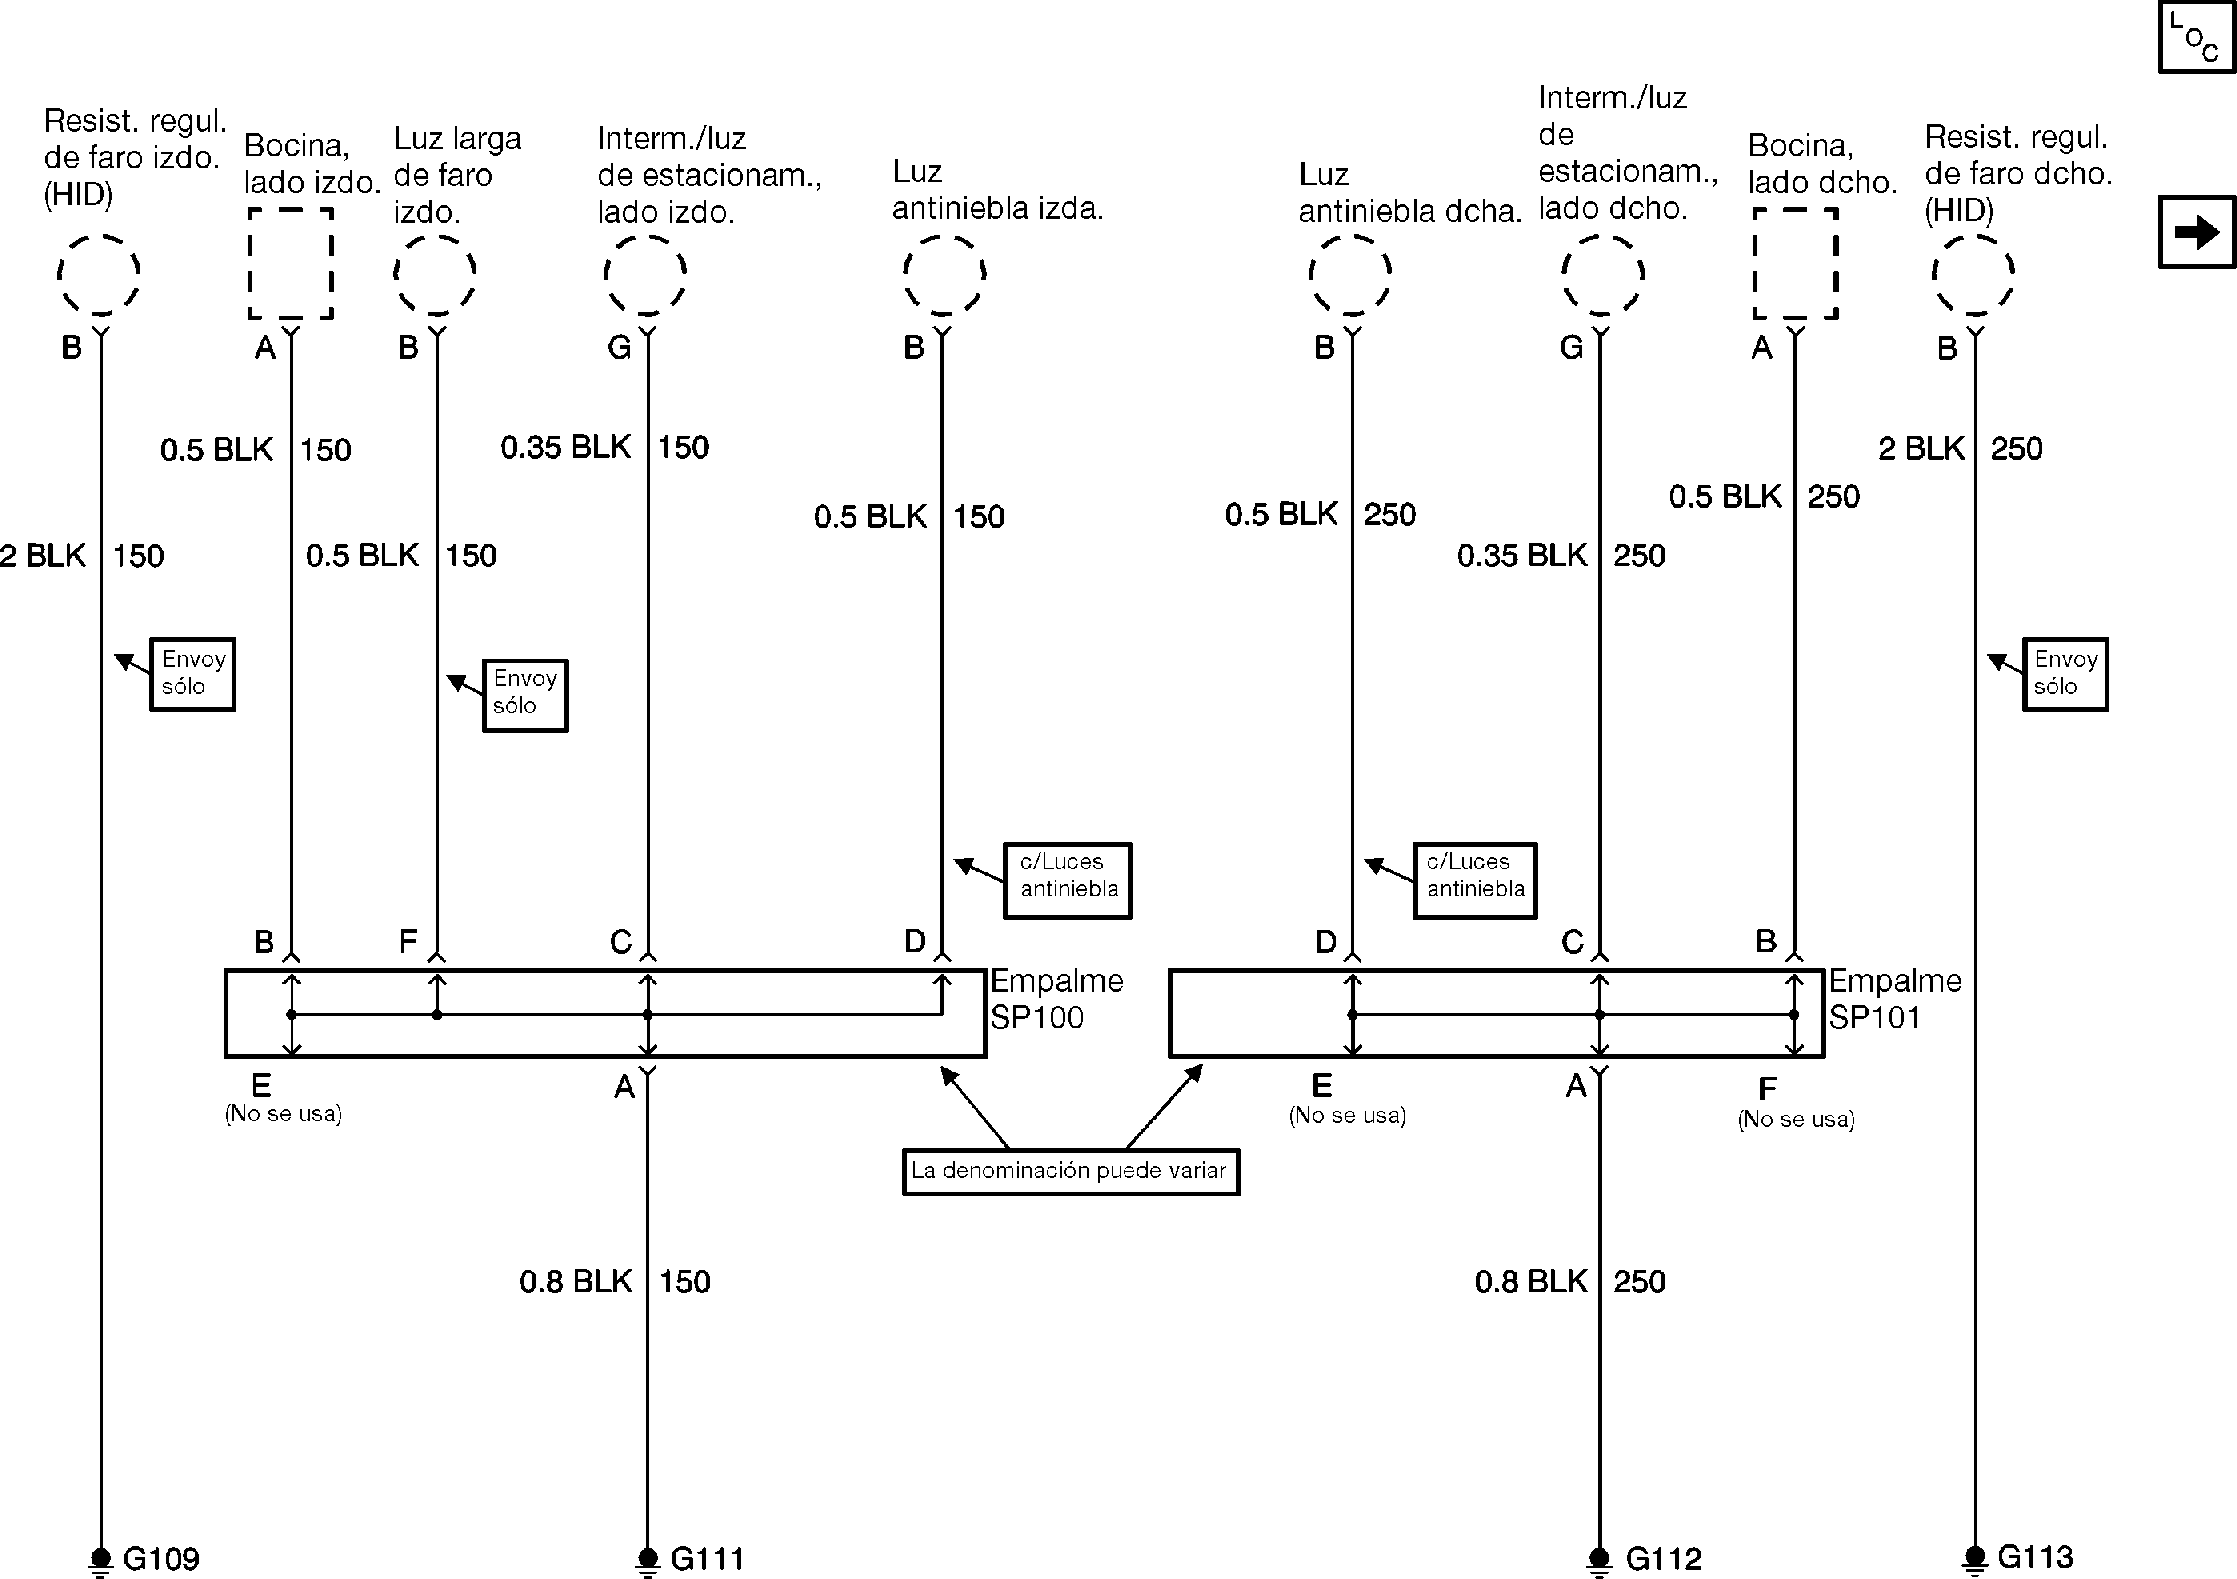 L
O
C
Resist. regul.
de faro izdo.
(HID)
Bocina,
lado izdo.
Luz larga
de faro
izdo.
Interm./luz
de estacionam.,
lado izdo.
Luz
antiniebla izda.
Luz
antiniebla dcha.
Interm./luz
de
estacionam.,
lado dcho.
Bocina,
lado dcho.
Resist. regul.
de faro dcho.
(HID)
B
A
B
G
B
B
G
A
B
0.5 BLK 150
0.35 BLK 150
2 BLK 250
0.5 BLK 250
0.5 BLK 150
0.5 BLK 250
2 BLK 150
0.5 BLK 150
0.35 BLK 250
Envoy
sólo
Envoy
sólo
Envoy
sólo
c/Luces
antiniebla
c/Luces
antiniebla
B
F
C
D
D
C
B
Empalme
SP100
Empalme
SP101
E
(No se usa)
A
E
(No se usa)
A
F
(No se usa)
La denominación puede variar
0.8 BLK 150
0.8 BLK 250
G109
G111
G112
G113